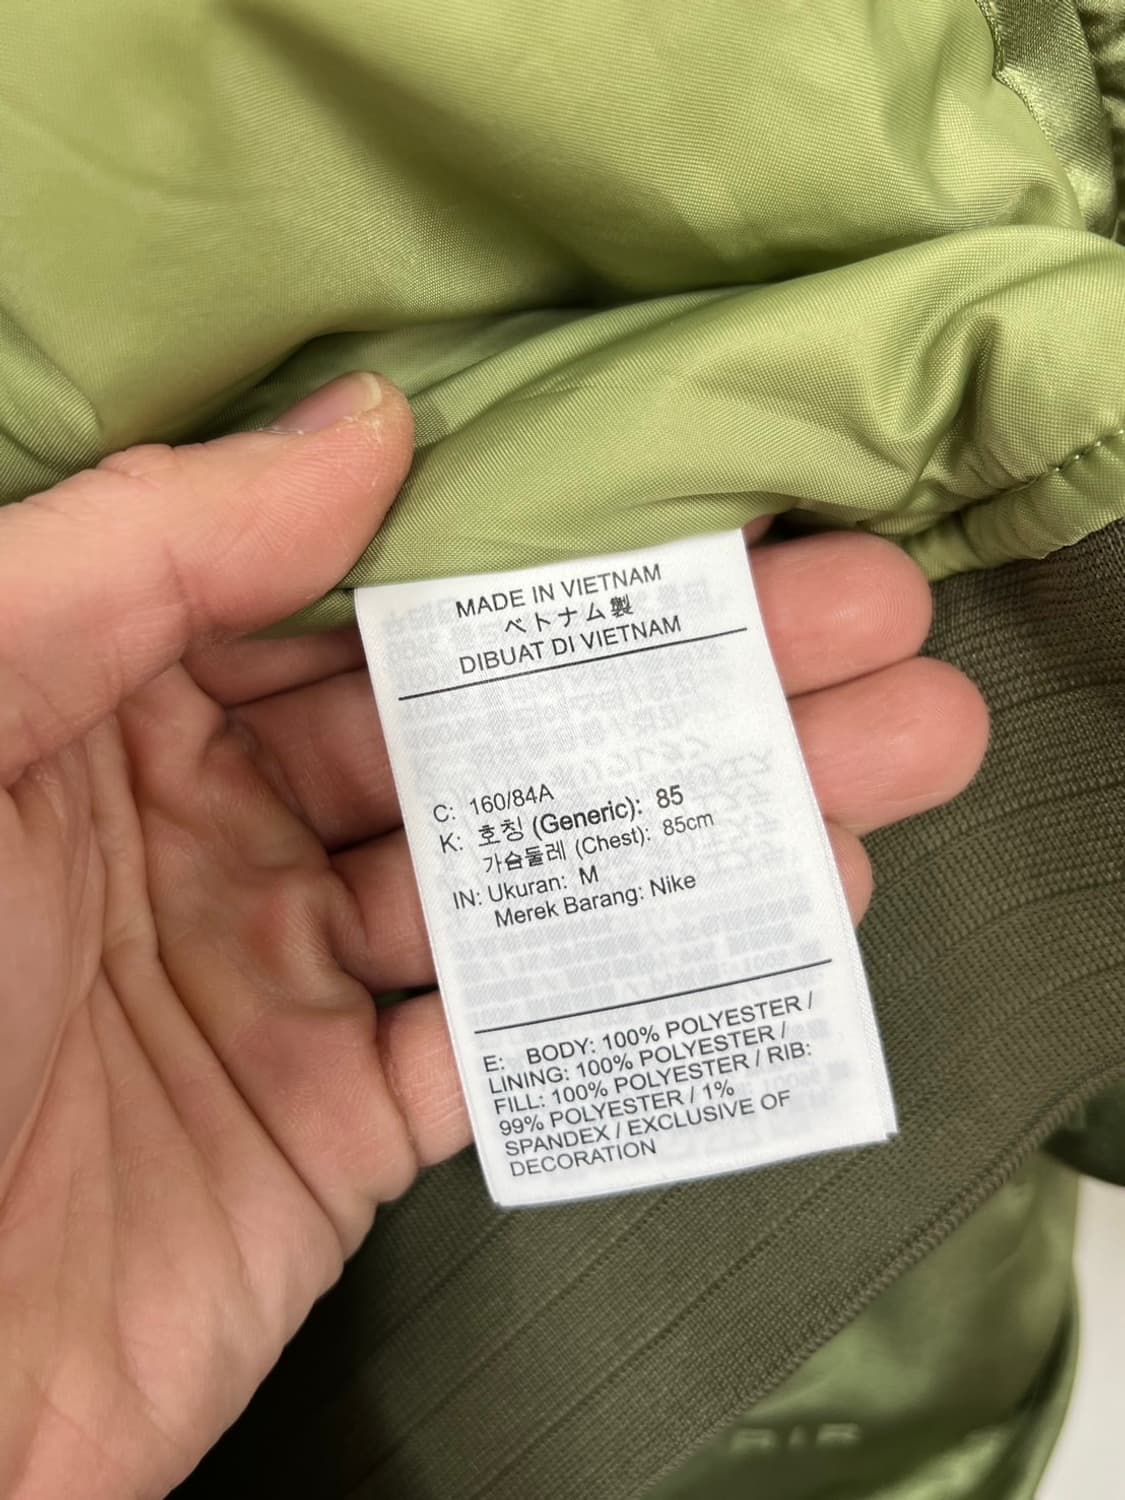 MADE IN VIETNAM
ベトナム製
DIBUAT DI VIETNAM
C: 160/84A
K: 호칭 (Generic): 85
가슴둘레 (Chest): 85cm
IN: Ukuran: M
Merek Barang: Nike
E: BODY: 100% POLYESTER /
LINING: 100% POLYESTER /
FILL: 100% POLYESTER / RIB:
99% POLYESTER / 1%
SPANDEX / EXCLUSIVE OF
DECORATION